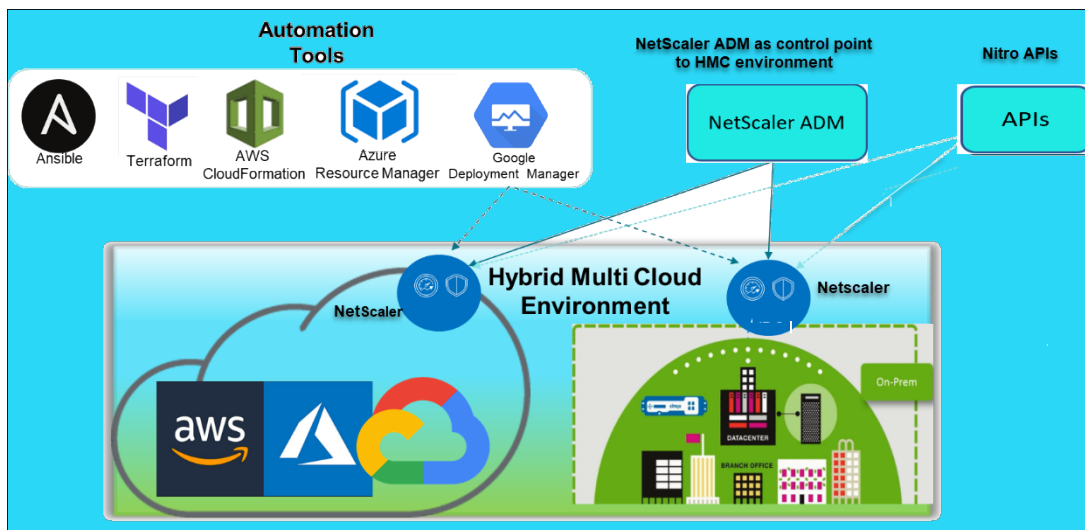 Automation
Tools
NetScaler ADM as control point
to HMC environment
Nitro APIs
Ansible
Terraform
AWS
CloudFormation
Azure
Resource Manager
Google
Deployment Manager
NetScaler ADM
APIs
Hybrid Multi Cloud
Environment
NetScaler
Netscaler
aws
On-Prem
citrix
DATACENTER
BRANCH OFFICE